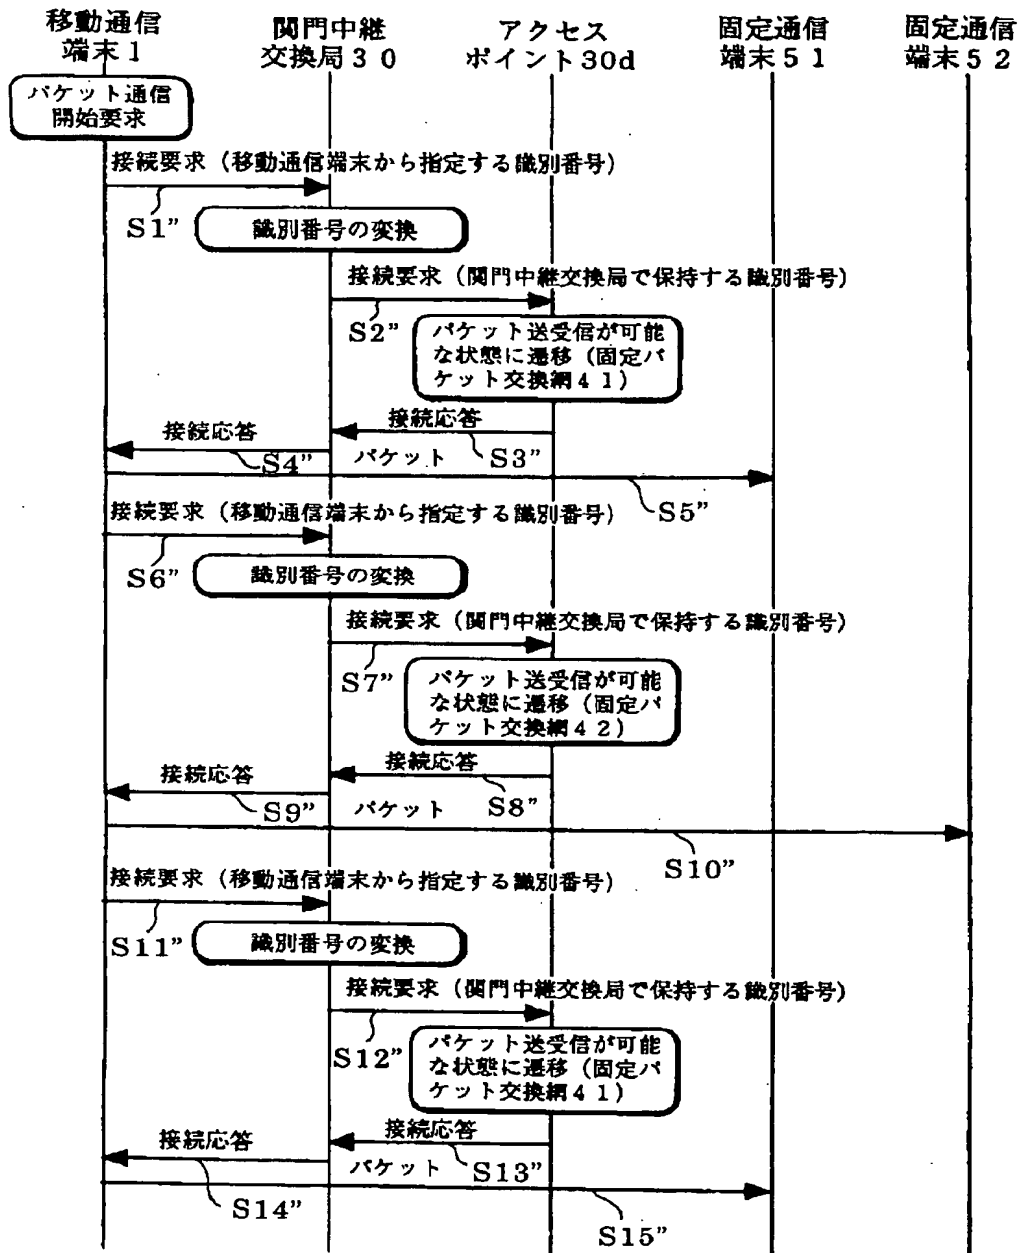 移動通信
端末1
関門中継
交換局30
アクセス
ポイント30d
固定通信
端末51
固定通信
端末52
パケット通信
開始要求
接続要求(移動通信端末から指定する識別番号)
S1”
識別番号の変換
接続要求(関門中継交換局で保持する識別番号)
S2”
パケット送受信が可能
な状態に遷移(固定パ
ケット交換網41)
接続応答
S3”
接続応答
S4”
パケット
S5”
接続要求(移動通信端末から指定する識別番号)
S6”
識別番号の変換
接続要求(関門中継交換局で保持する識別番号)
S7”
パケット送受信が可能
な状態に遷移(固定パ
ケット交換網42)
接続応答
S8”
接続応答
S9”
パケット
S10”
接続要求(移動通信端末から指定する識別番号)
S11”
識別番号の変換
接続要求(関門中継交換局で保持する識別番号)
S12”
パケット送受信が可能
な状態に遷移(固定パ
ケット交換網41)
接続応答
S13”
接続応答
S14”
パケット
S15”